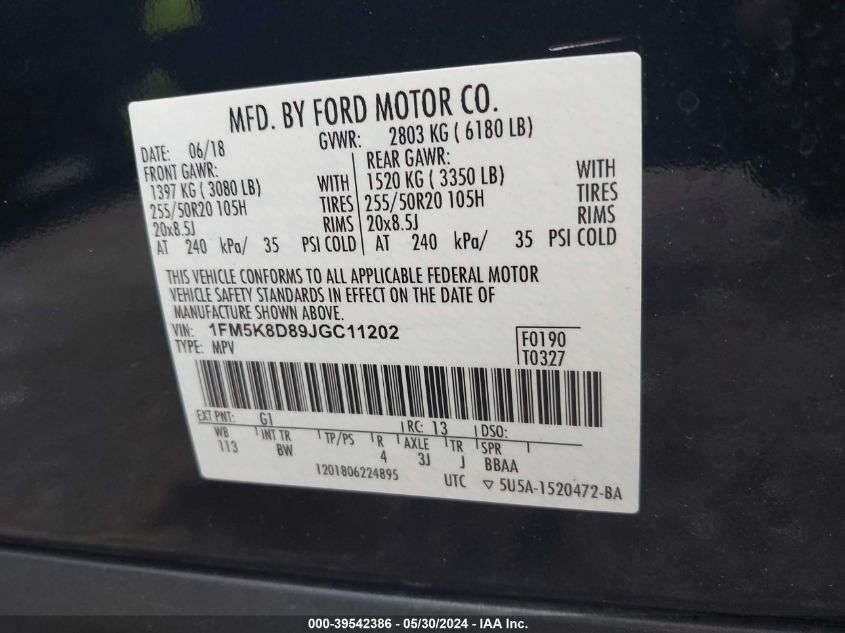 MFD. BY FORD MOTOR CO.
DATE: 06/18 GVWR: 2803 KG ( 6180 LB)
FRONT GAWR: REAR GAWR:
1397 KG ( 3080 LB) WITH 1520 KG ( 3350 LB) WITH
255/50R20 105H TIRES 255/50R20 105H TIRES
20x8.5J RIMS 20x8.5J RIMS
AT 240 kPa/ 35 PSI COLD AT 240 kPa/ 35 PSI COLD
THIS VEHICLE CONFORMS TO ALL APPLICABLE FEDERAL MOTOR
VEHICLE SAFETY STANDARDS IN EFFECT ON THE DATE OF
MANUFACTURE SHOWN ABOVE.
VIN: 1FM5K8D89JGC11202 F0190
TYPE: MPV T0327
EXT PNT: G1 RC: 13 DSO:
WB INT TR TP/PS R AXLE TR SPR
113 BW 4 3J J BBAA
1201806224895 UTC ▽ 5U5A-1520472-BA
000-39542386 - 05/30/2024 - IAA Inc.